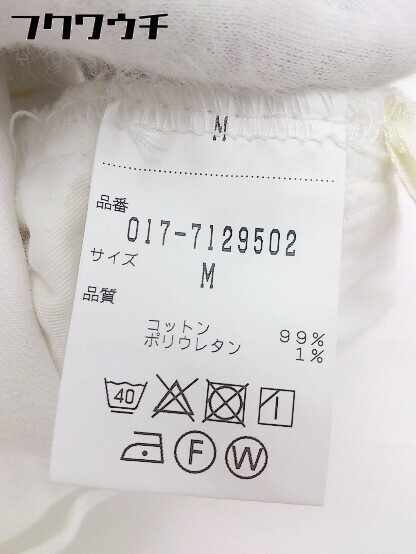 フクワウチ
M
品番
017-7129502
サイズ
M
品質
コットン 99%
ポリウレタン 1%
40
F W